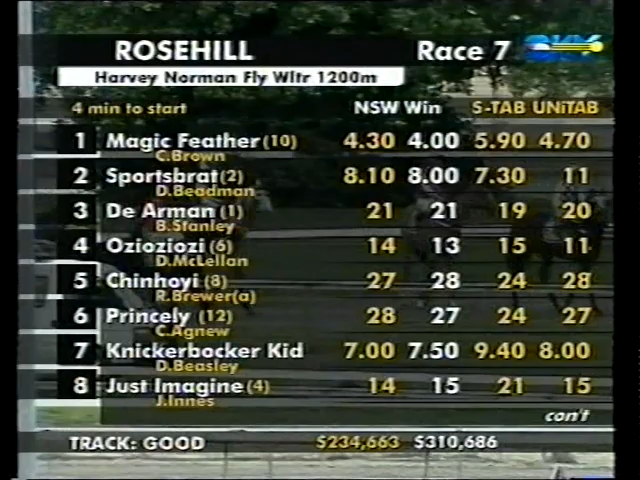 ROSEHILL Race 7 SKY
Harvey Norman Fly Wltr 1200m
4 min to start NSW Win S-TAB UNiTAB
1 Magic Feather (10) 4.30 4.00 5.90 4.70
C.Brown
2 Sportsbrat (2) 8.10 8.00 7.30 11
D.Beadman
3 De Arman (1) 21 21 19 20
B.Stanley
4 Ozioziozi (6) 14 13 15 11
D.McLellan
5 Chinhoyi (8) 27 28 24 28
R.Brewer(a)
6 Princely (12) 28 27 24 27
C.Agnew
7 Knickerbocker Kid 7.00 7.50 9.40 8.00
D.Beasley
8 Just Imagine (4) 14 15 21 15
J.Innes
con't
TRACK: GOOD $234,663 $310,686